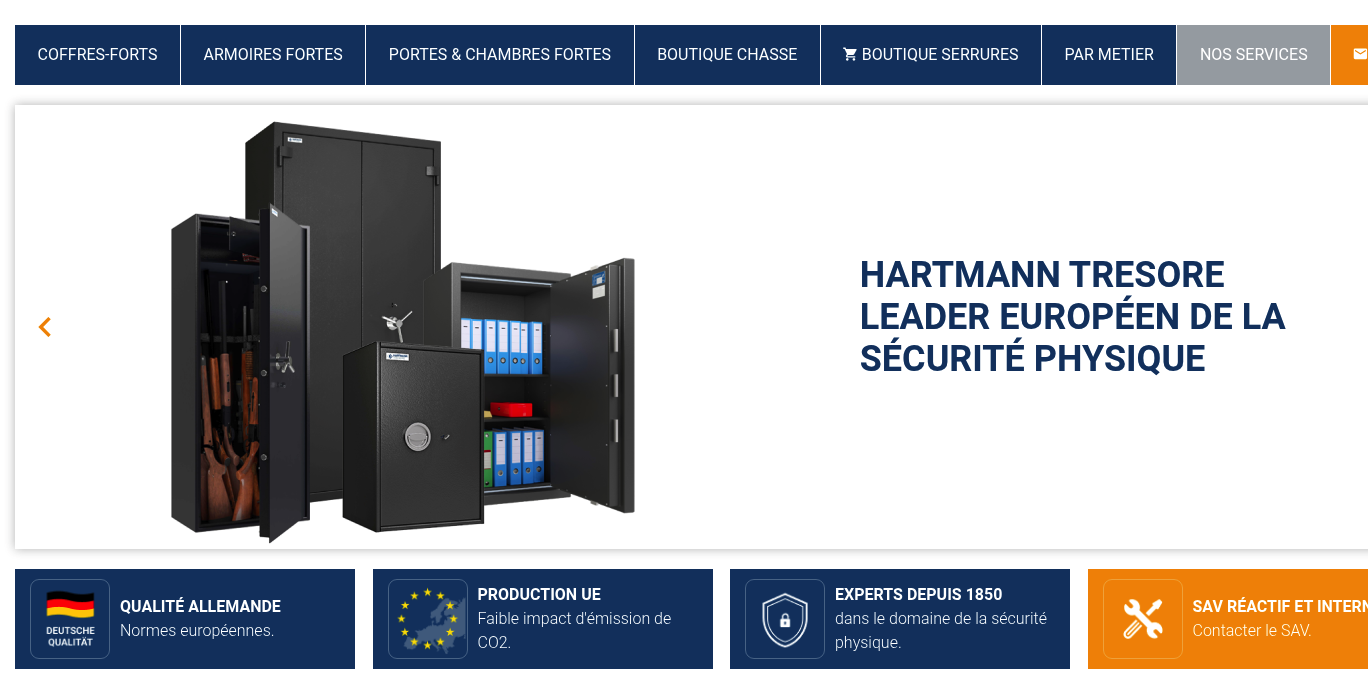 COFFRES-FORTS
ARMOIRES FORTES
PORTES & CHAMBRES FORTES
BOUTIQUE CHASSE
BOUTIQUE SERRURES
PAR METIER
NOS SERVICES
HARTMANN TRESORE
LEADER EUROPÉEN DE LA
SÉCURITÉ PHYSIQUE
DEUTSCHE
QUALITÄT
QUALITÉ ALLEMANDE
Normes européennes.
PRODUCTION UE
Faible impact d'émission de
CO2.
EXPERTS DEPUIS 1850
dans le domaine de la sécurité
physique.
SAV RÉACTIF ET INTERN
Contacter le SAV.